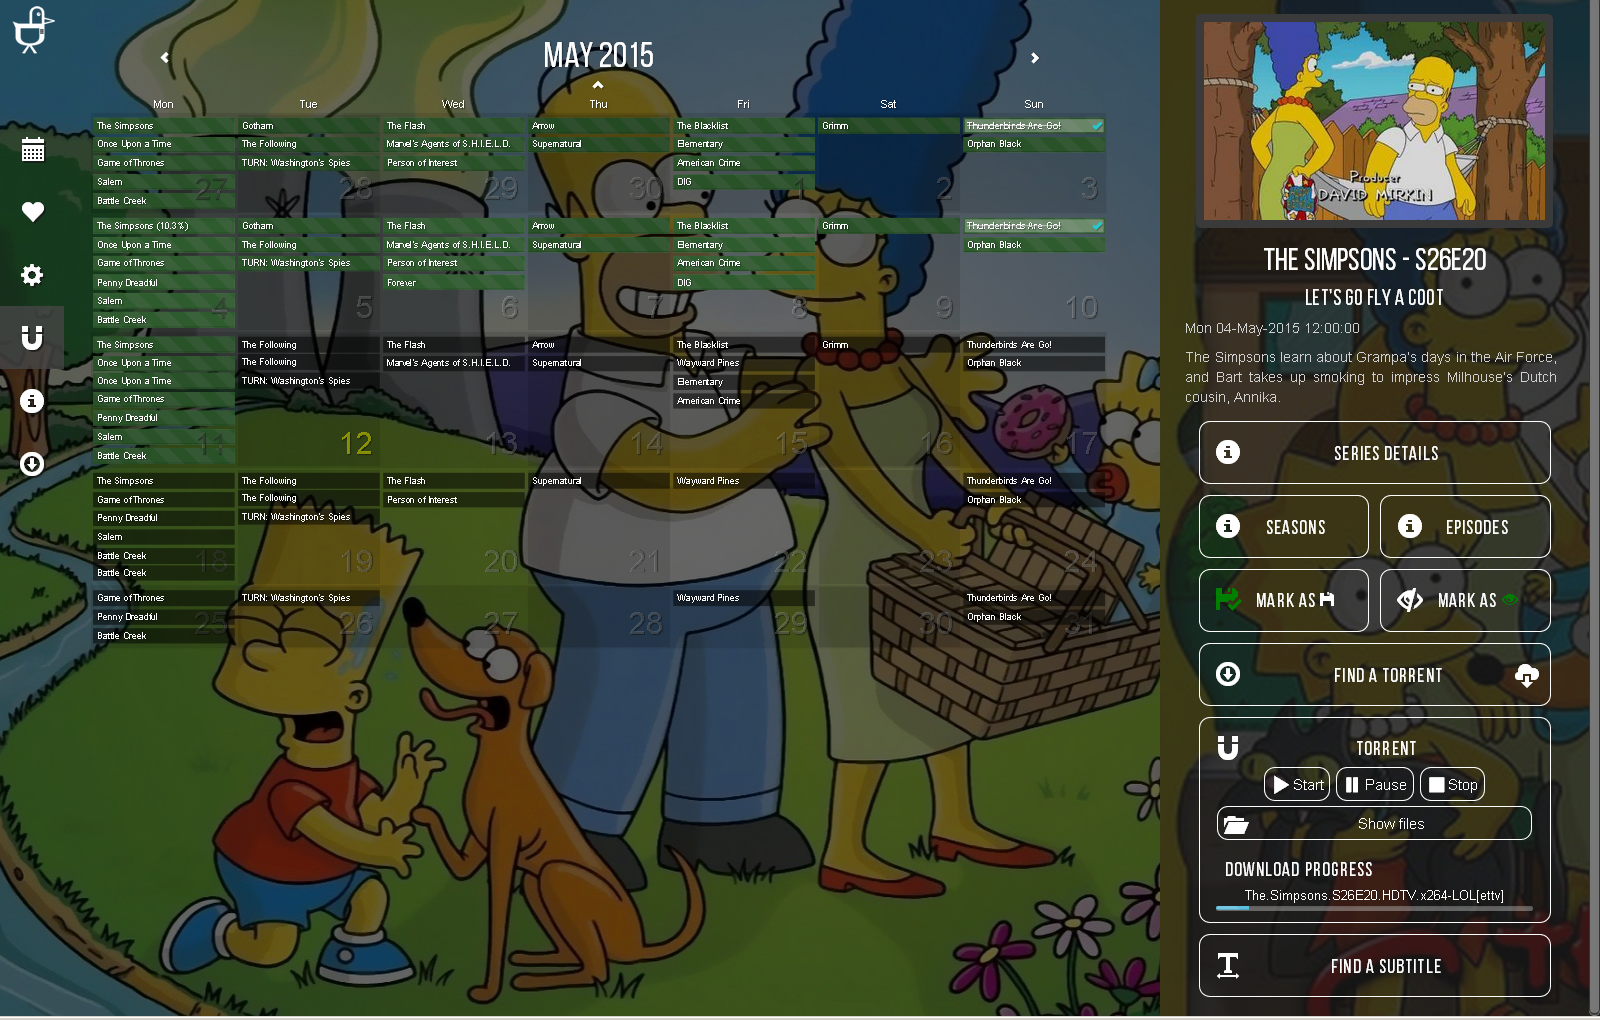 MAY 2015
Mon Tue Wed Thu Fri Sat Sun
The Simpsons Gotham The Flash Arrow The Blacklist Grimm Thunderbirds Are Go!
Once Upon a Time The Following Marvel's Agents of S.H.I.E.L.D. Supernatural Elementary Orphan Black
Game of Thrones TURN: Washington's Spies Person of Interest American Crime
Salem DIG
27 28 29 30 1 2 3
Battle Creek
The Simpsons (10.3%) Gotham The Flash Arrow The Blacklist Grimm Thunderbirds Are Go!
Once Upon a Time The Following Marvel's Agents of S.H.I.E.L.D. Supernatural Elementary Orphan Black
Game of Thrones TURN: Washington's Spies Person of Interest American Crime
Penny Dreadful Forever DIG
Salem
4 5 6 7 8 9 10
Battle Creek
The Simpsons The Following The Flash Arrow The Blacklist Grimm Thunderbirds Are Go!
Once Upon a Time The Following Marvel's Agents of S.H.I.E.L.D. Supernatural Wayward Pines Orphan Black
Once Upon a Time TURN: Washington's Spies Elementary
Game of Thrones American Crime
Penny Dreadful
Salem
11 12 13 14 15 16 17
Battle Creek
The Simpsons The Following The Flash Supernatural Wayward Pines Thunderbirds Are Go!
Game of Thrones The Following Person of Interest Orphan Black
Penny Dreadful TURN: Washington's Spies
Salem
Battle Creek
18 19 20 21 22 23 24
Battle Creek
Game of Thrones TURN: Washington's Spies Wayward Pines Thunderbirds Are Go!
Penny Dreadful Orphan Black
25 26 27 28 29 30 31
Battle Creek
Producer
DAVID MIRKIN
THE SIMPSONS - S26E20
LET'S GO FLY A COOT
Mon 04-May-2015 12:00:00
The Simpsons learn about Grampa's days in the Air Force,
and Bart takes up smoking to impress Milhouse's Dutch
cousin, Annika.
SERIES DETAILS
SEASONS EPISODES
MARK AS MARK AS
FIND A TORRENT
TORRENT
Start Pause Stop
Show files
DOWNLOAD PROGRESS
The.Simpsons.S26E20.HDTV.x264-LOL[ettv]
FIND A SUBTITLE